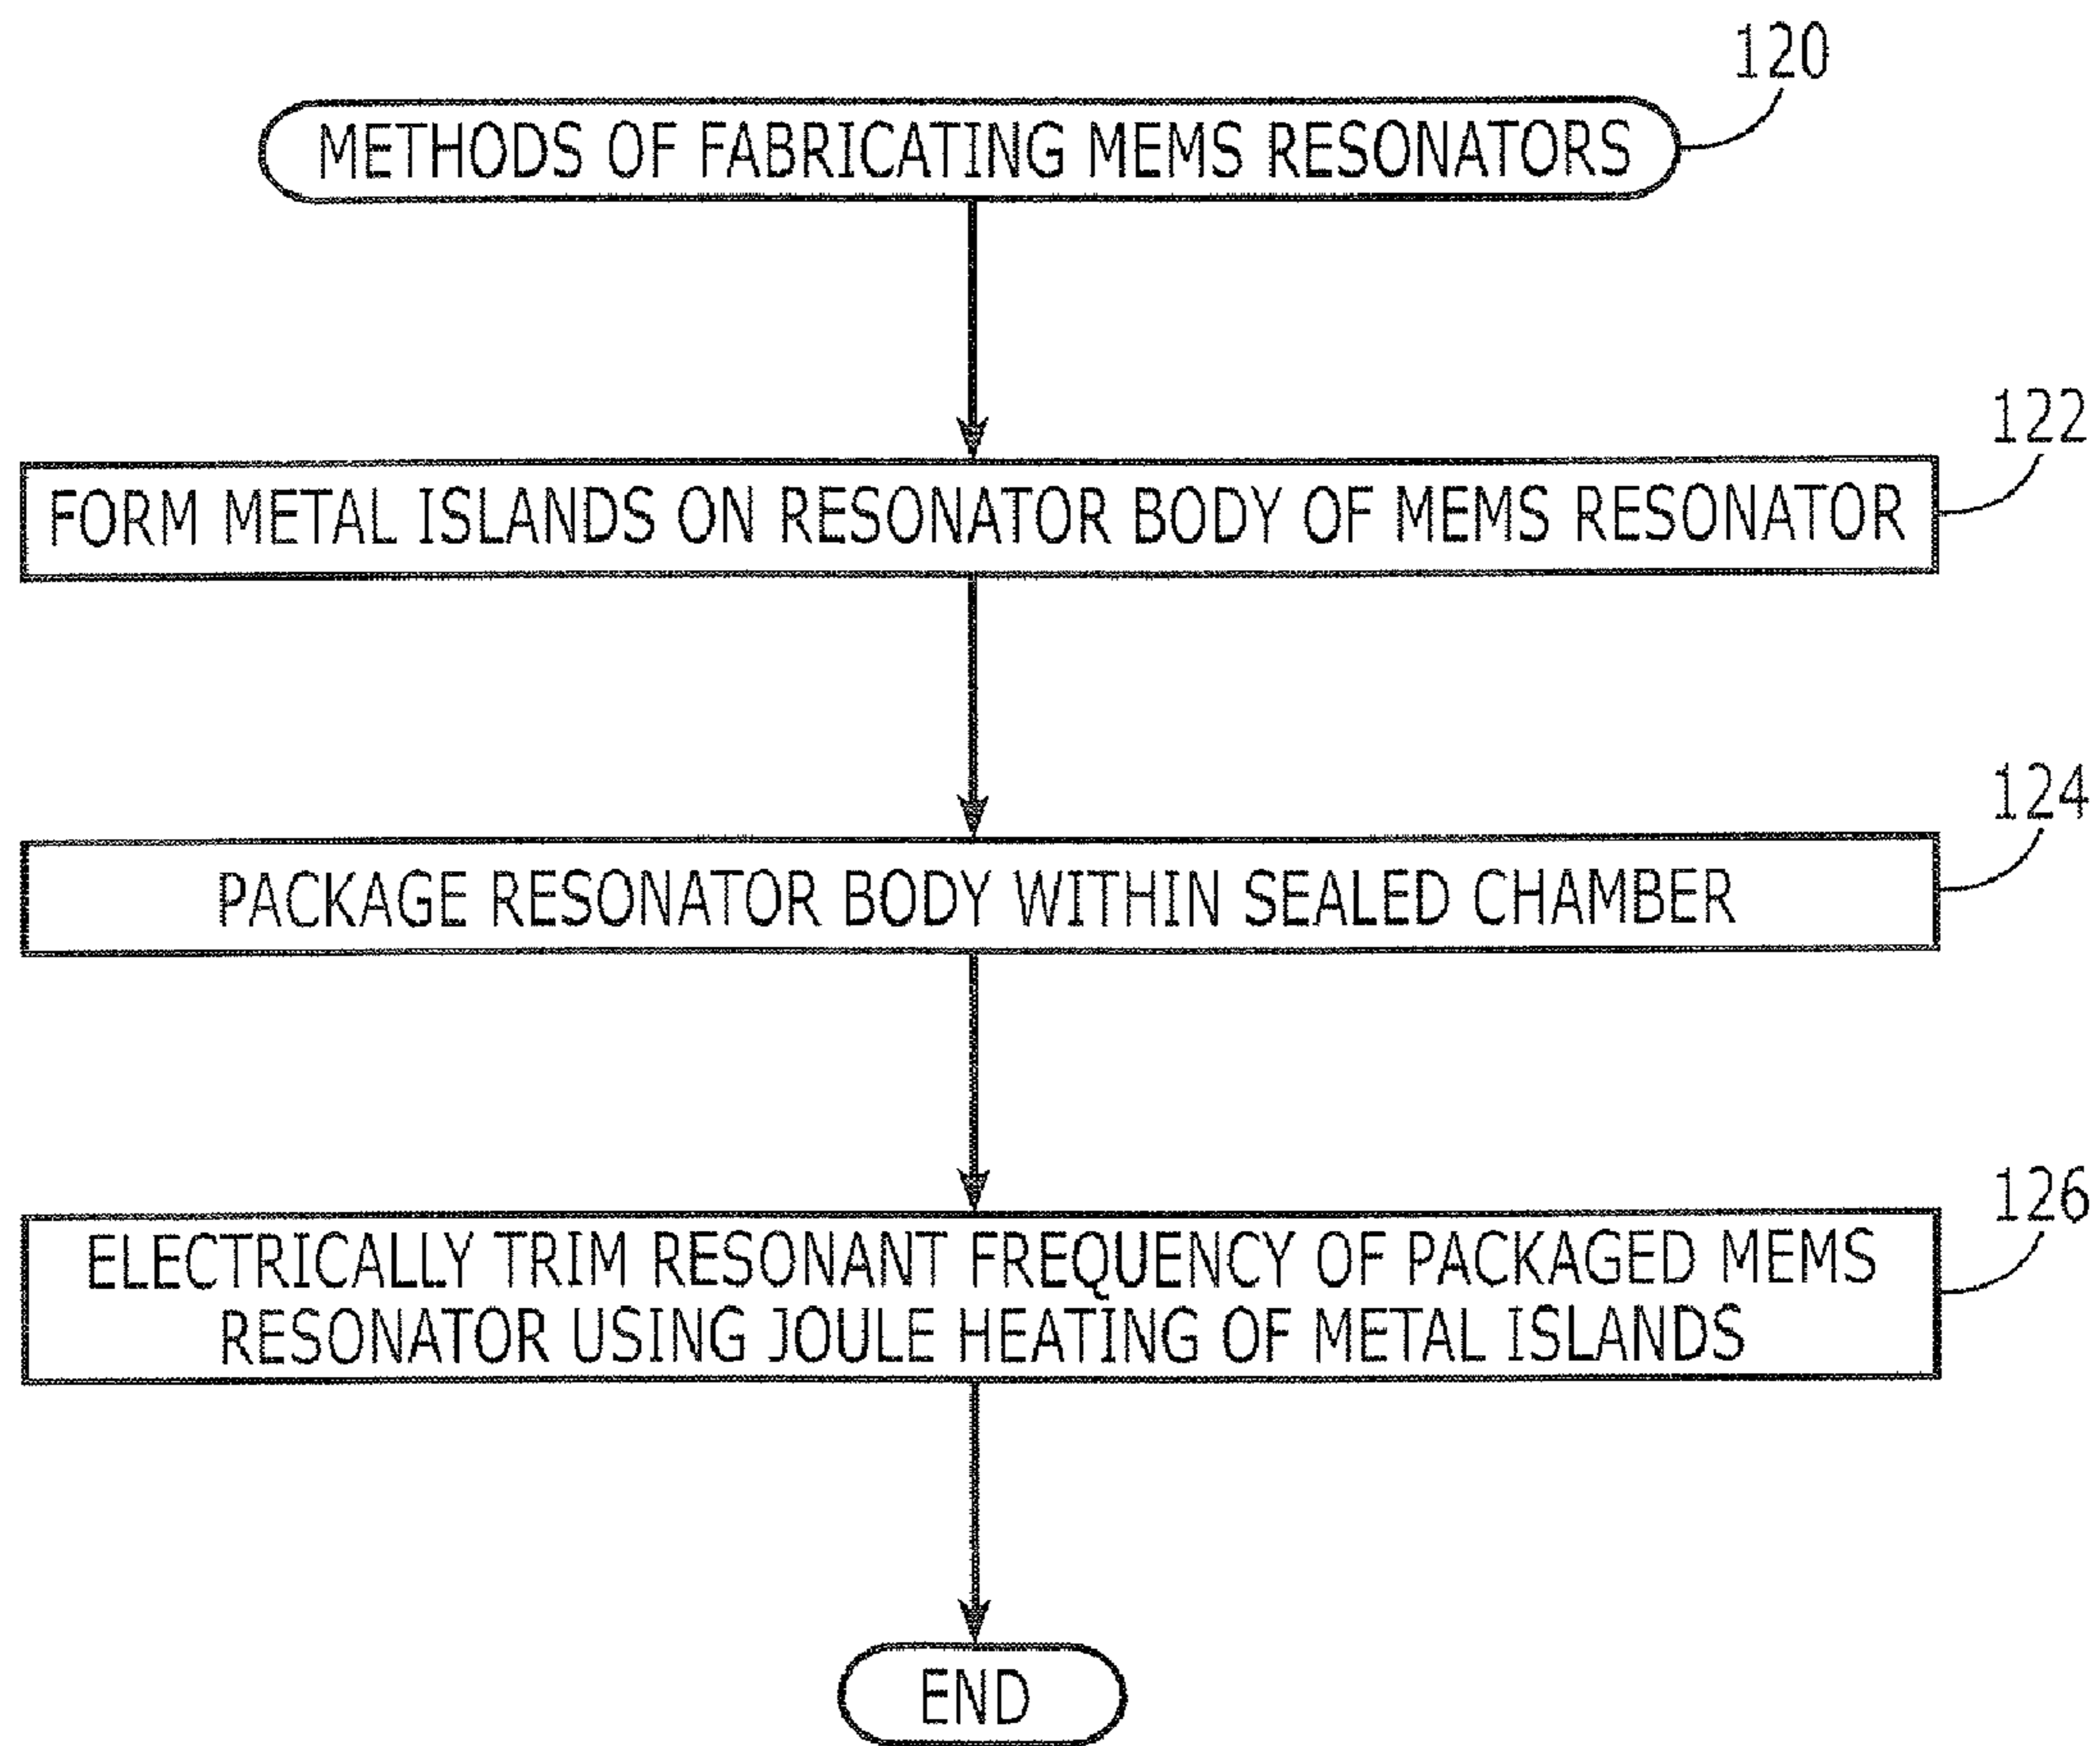 120
METHODS OF FABRICATING MEMS RESONATORS
122
FORM METAL ISLANDS ON RESONATOR BODY OF MEMS RESONATOR
124
PACKAGE RESONATOR BODY WITHIN SEALED CHAMBER
126
ELECTRICALLY TRIM RESONANT FREQUENCY OF PACKAGED MEMS
RESONATOR USING JOULE HEATING OF METAL ISLANDS
END